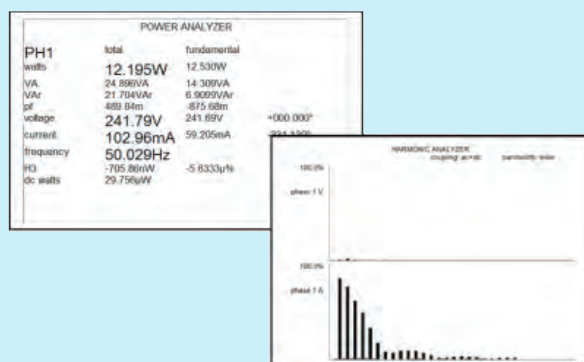 POWER ANALYZER
PH1 total fundamental
watts 12.195W 12.530W
VA 24.896VA 14.309VA
VAr 21.704VAr 6.9099VAr
pf 489.84m -875.68m
voltage 241.79V 241.69V +000.000°
current 102.96mA 59.205mA
frequency 50.029Hz
H3 -705.86nW -5.6333µ%
dc watts 29.756µW
HARMONIC ANALYZER
coupling: ac+dc bandwidth: wide
100.0%
phase 1 V
100.0%
phase 1 A